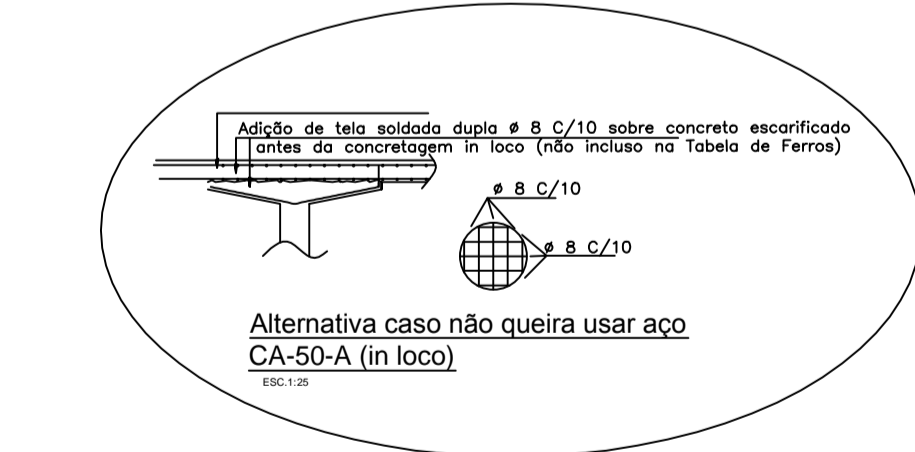 Adição de tela soldada dupla ø 8 C/10 sobre concreto escarificado
antes da concretagem in loco (não incluso na Tabela de Ferros)
ø 8 C/10
ø 8 C/10
Alternativa caso não queira usar aço
CA-50-A (in loco)
ESC.1:25